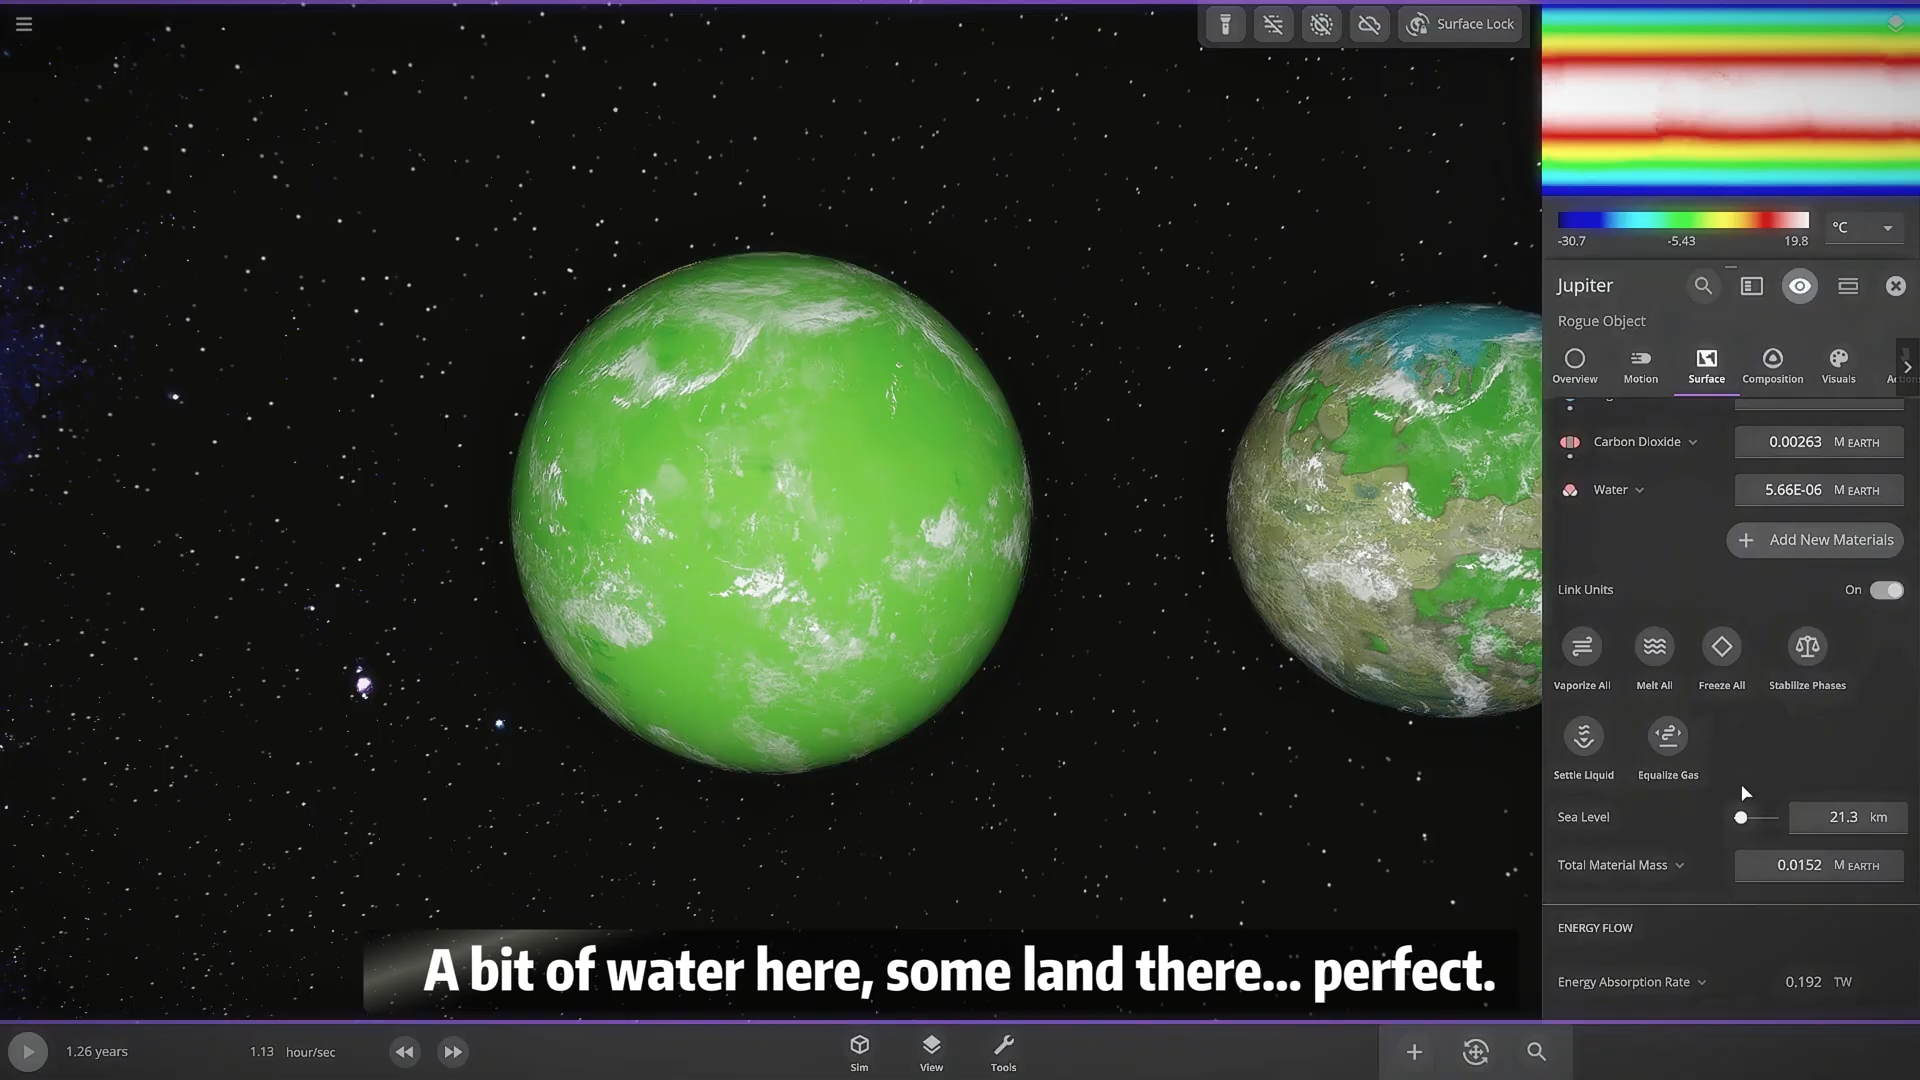 Surface Lock
°C
-30.7
-5.43
19.8
Jupiter
Rogue Object
Overview
Motion
Surface
Composition
Visuals
Carbon Dioxide
0.00263 M EARTH
Water
5.66E-06 M EARTH
Add New Materials
Link Units
On
Vaporize All
Melt All
Freeze All
Stabilize Phases
Settle Liquid
Equalize Gas
Sea Level
21.3 km
Total Material Mass
0.0152 M EARTH
ENERGY FLOW
Energy Absorption Rate
0.192 TW
A bit of water here, some land there... perfect.
1.26 years
1.13 hour/sec
Sim
View
Tools